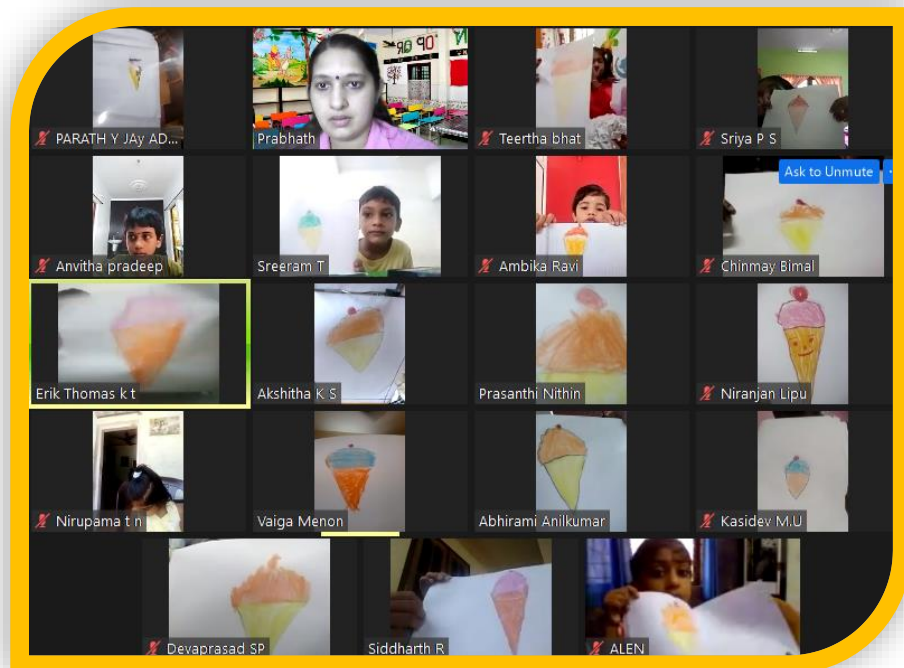 PARATH Y JAy AD...
Prabhath
Teertha bhat
Sriya P S
Anvitha pradeep
Sreeram T
Ambika Ravi
Ask to Unmute
Chinmay Bimal
Erik Thomas k t
Akshitha K S
Prasanthi Nithin
Niranjan Lipu
Nirupama t n
Vaiga Menon
Abhirami Anilkumar
Kasidev M.U
Devaprasad SP
Siddharth R
ALEN